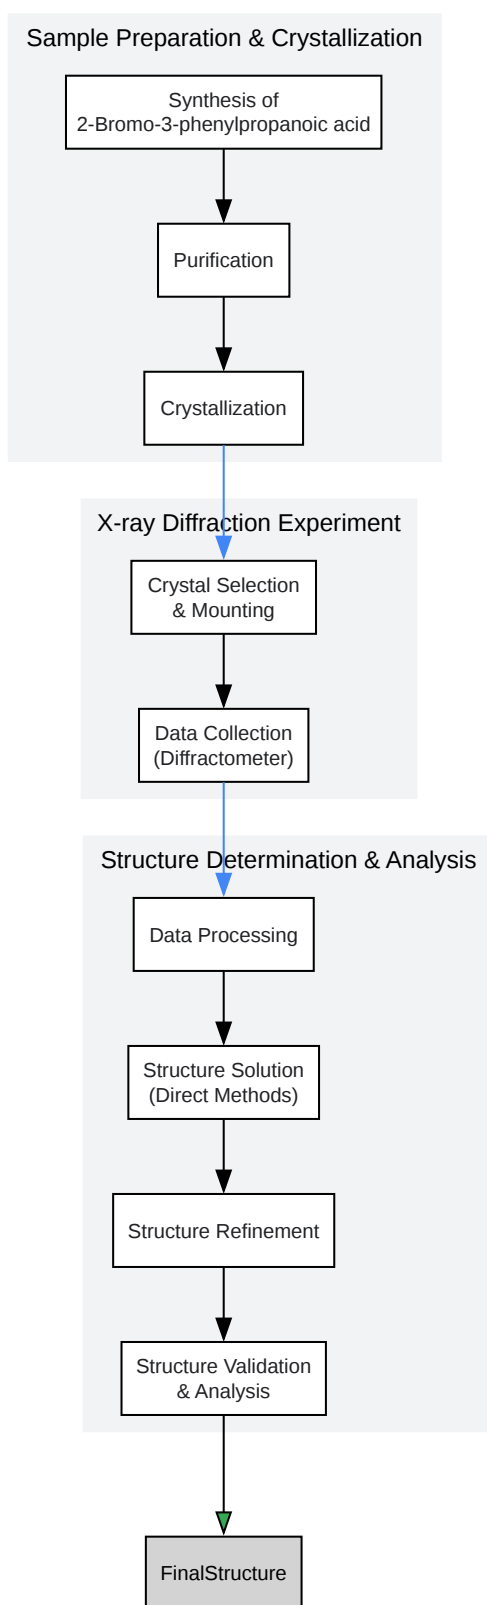 Sample Preparation & Crystallization
Synthesis of
2-Bromo-3-phenylpropanoic acid
Purification
Crystallization
X-ray Diffraction Experiment
Crystal Selection
& Mounting
Data Collection
(Diffractometer)
Structure Determination & Analysis
Data Processing
Structure Solution
(Direct Methods)
Structure Refinement
Structure Validation
& Analysis
FinalStructure